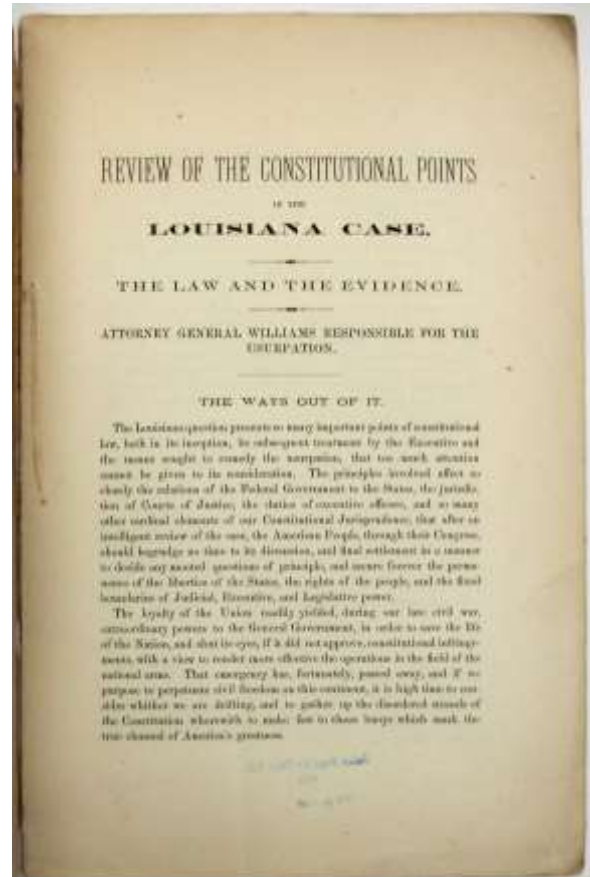 REVIEW OF THE CONSTITUTIONAL POINTS
IN THE
LOUISIANA CASE.
THE LAW AND THE EVIDENCE.
ATTORNEY GENERAL WILLIAMS RESPONSIBLE FOR THE
USURPATION.
THE WAYS OUT OF IT.
The Louisiana question presents so many important points of constitutional
law, both in its inception, its subsequent treatment by the Executive and
the means sought to remedy the usurpation, that too much attention
cannot be given to its consideration. The principles involved affect so
closely the relations of the Federal Government to the States, the jurisdic-
tion of Courts of Justice, the duties of executive officers, and so many
other cardinal elements of our Constitutional Jurisprudence, that after an
intelligent review of the case, the American People, through their Congress,
should begrudge no time to its discussion, and final settlement in a manner
to decide any mooted questions of principle, and secure forever the perma-
nence of the liberties of the States, the rights of the people, and the fixed
boundaries of Judicial, Executive, and Legislative power.
The loyalty of the Union readily yielded, during our late civil war,
extraordinary powers to the General Government, in order to save the life
of the Nation, and shut its eyes, if it did not approve, constitutional infringe-
ments, with a view to render more effective the operations in the field of the
national arms. That emergency has, fortunately, passed away, and if we
purpose to perpetuate civil freedom on this continent, it is high time to con-
sider whither we are drifting, and to gather up the disordered strands of
the Constitution wherewith to make fast to those buoys which mark the
true channel of America's greatness.